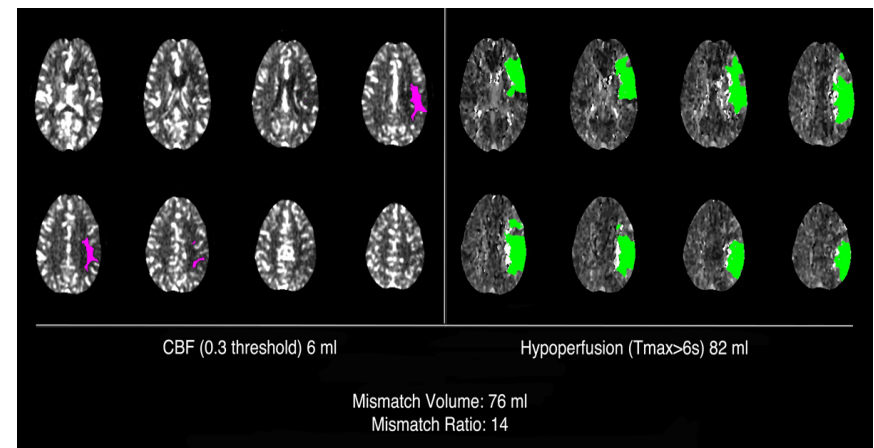 CBF (0.3 threshold) 6 ml
Hypoperfusion (Tmax>6s) 82 ml
Mismatch Volume: 76 ml
Mismatch Ratio: 14